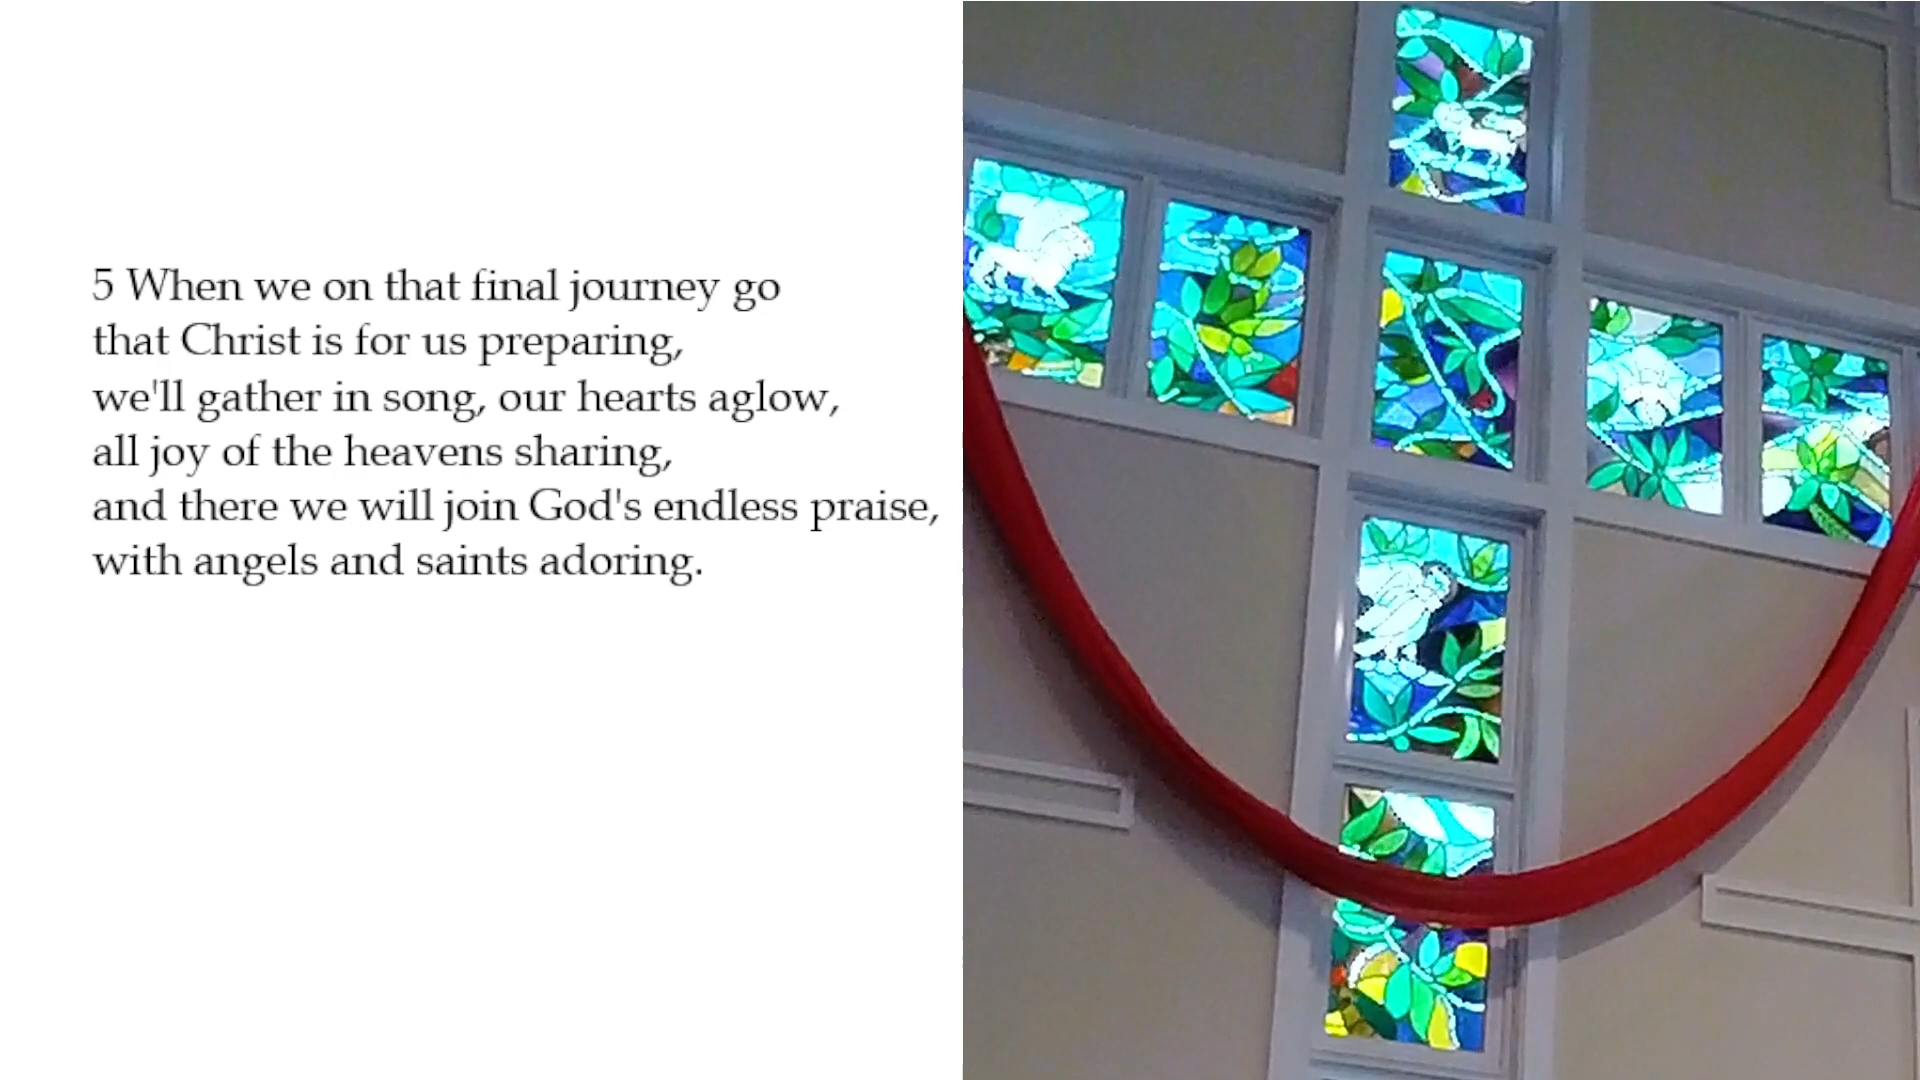 5 When we on that final journey go
that Christ is for us preparing,
we'll gather in song, our hearts aglow,
all joy of the heavens sharing,
and there we will join God's endless praise,
with angels and saints adoring.